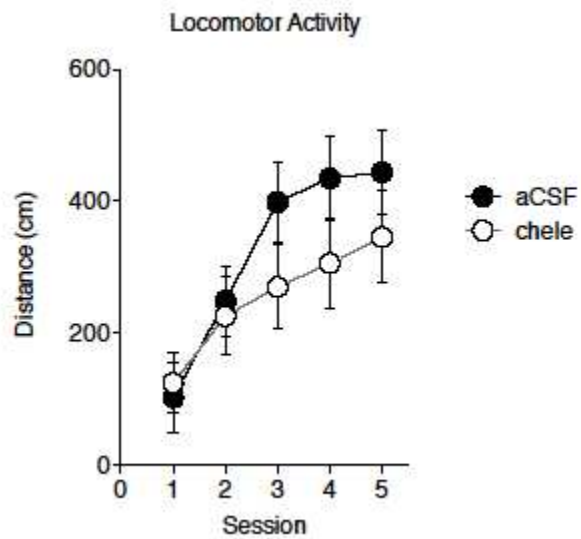 Locomotor Activity
600
400
200
0
Distance (cm)
0 1 2 3 4 5
Session
aCSF
chele